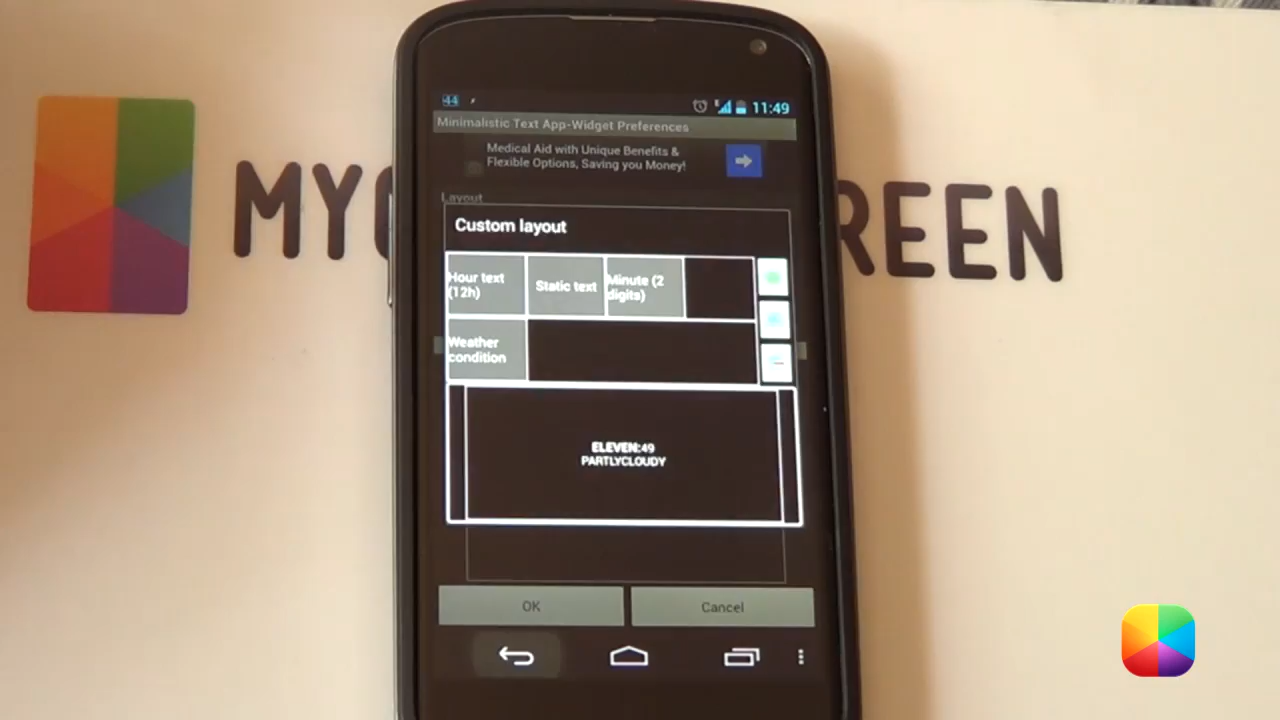 44 11:49
Minimalistic Text App-Widget Preferences
Medical Aid with Unique Benefits &
Flexible Options, Saving you Money!
Layout
MY REEN
Custom layout
Hour text
(12h)
Static text
Minute (2
digits)
Weather
condition
ELEVEN:49
PARTLYCLOUDY
OK Cancel